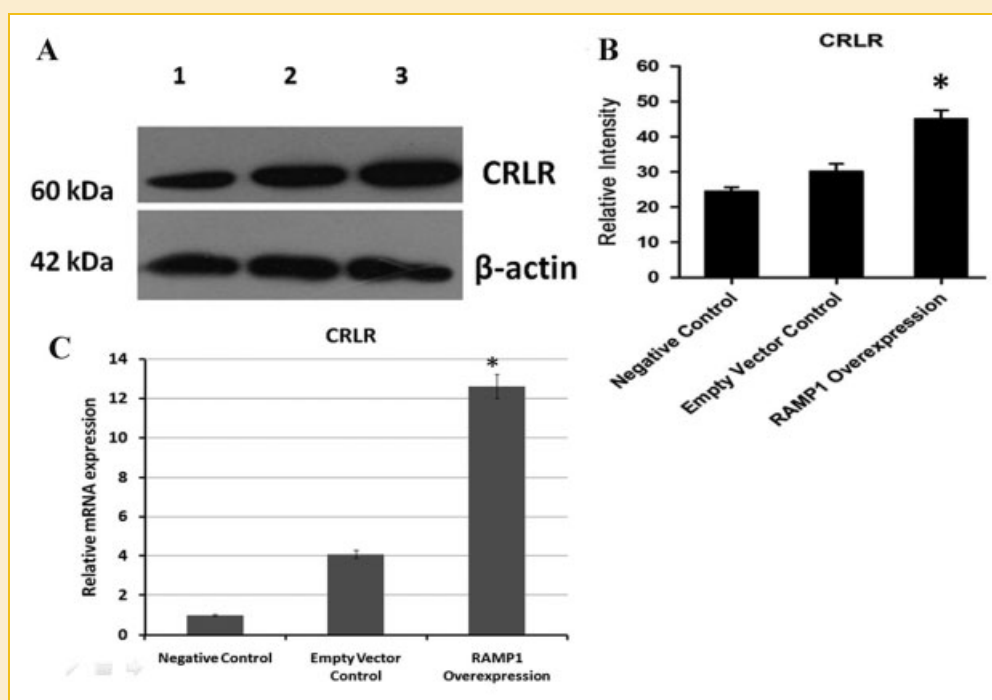 A
1 2 3
60 kDa
CRLR
42 kDa
β-actin
B
CRLR
Relative Intensity
60
50
40
30
20
10
0
*
Negative Control
Empty Vector Control
RAMP1 Overexpression
C
CRLR
Relative mRNA expression
14
12
10
8
6
4
2
0
*
Negative Control
Empty Vector
Control
RAMP1
Overexpression